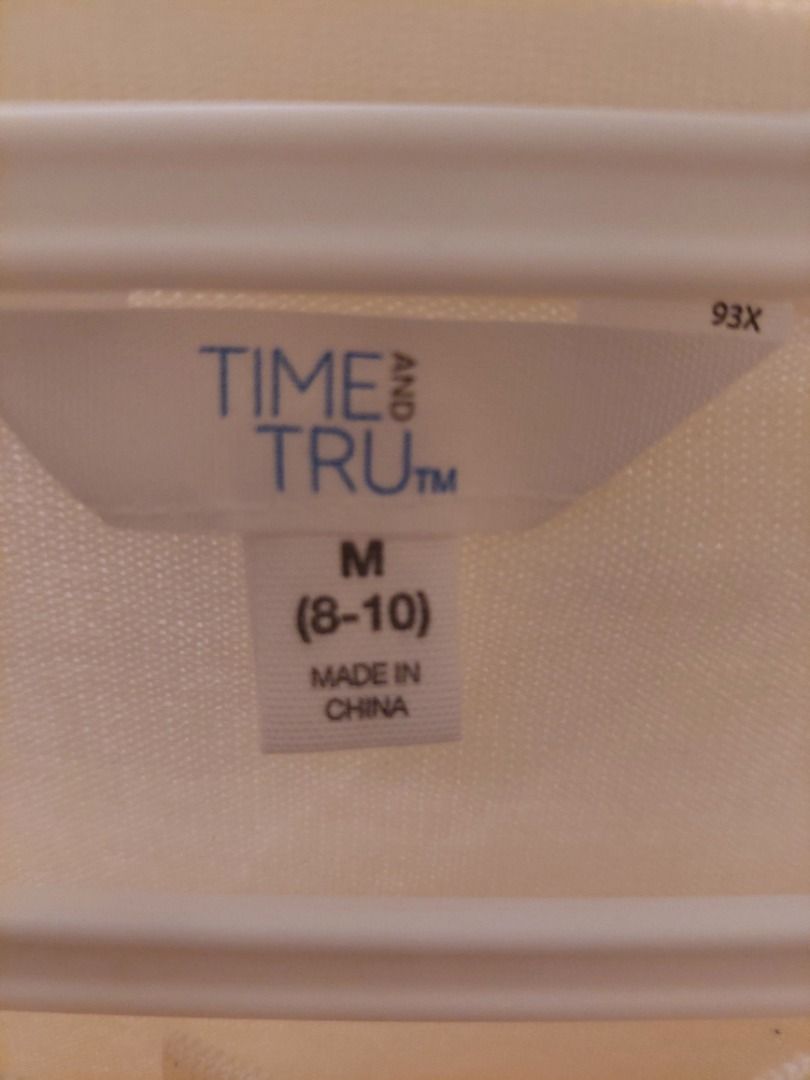 93X
TIME AND
TRU™
M
(8-10)
MADE IN
CHINA